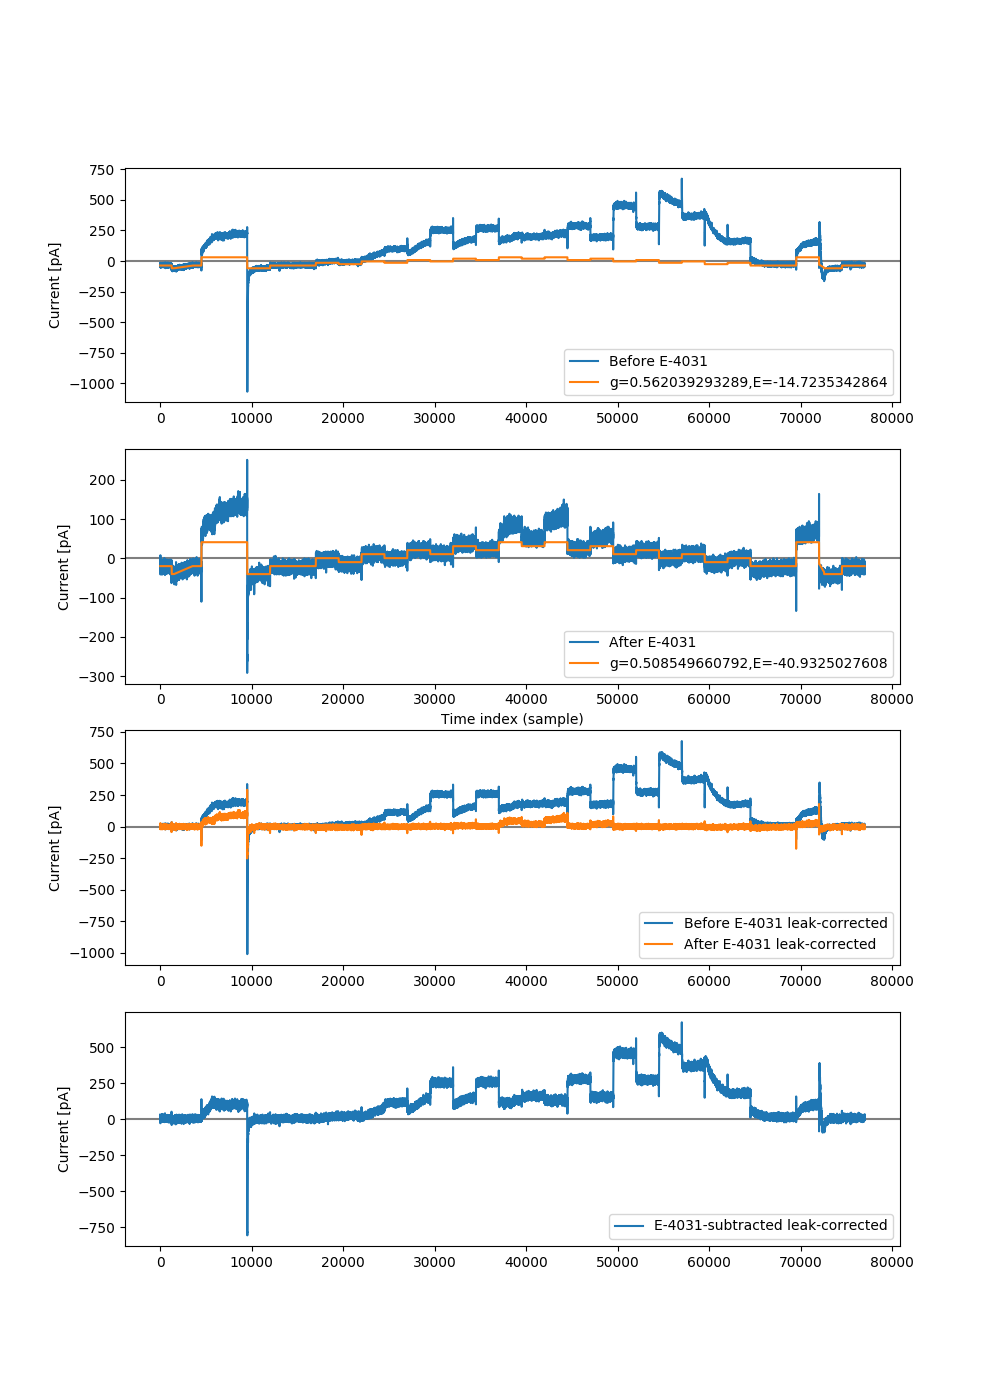 750
500
250
0
−250
−500
−750
−1000
Current [pA]
Before E-4031
g=0.562039293289,E=-14.7235342864
0 10000 20000 30000 40000 50000 60000 70000 80000
200
100
0
−100
−200
−300
Current [pA]
After E-4031
g=0.508549660792,E=-40.9325027608
0 10000 20000 30000 40000 50000 60000 70000 80000
Time index (sample)
750
500
250
0
−250
−500
−750
−1000
Current [pA]
Before E-4031 leak-corrected
After E-4031 leak-corrected
0 10000 20000 30000 40000 50000 60000 70000 80000
500
250
0
−250
−500
−750
Current [pA]
E-4031-subtracted leak-corrected
0 10000 20000 30000 40000 50000 60000 70000 80000